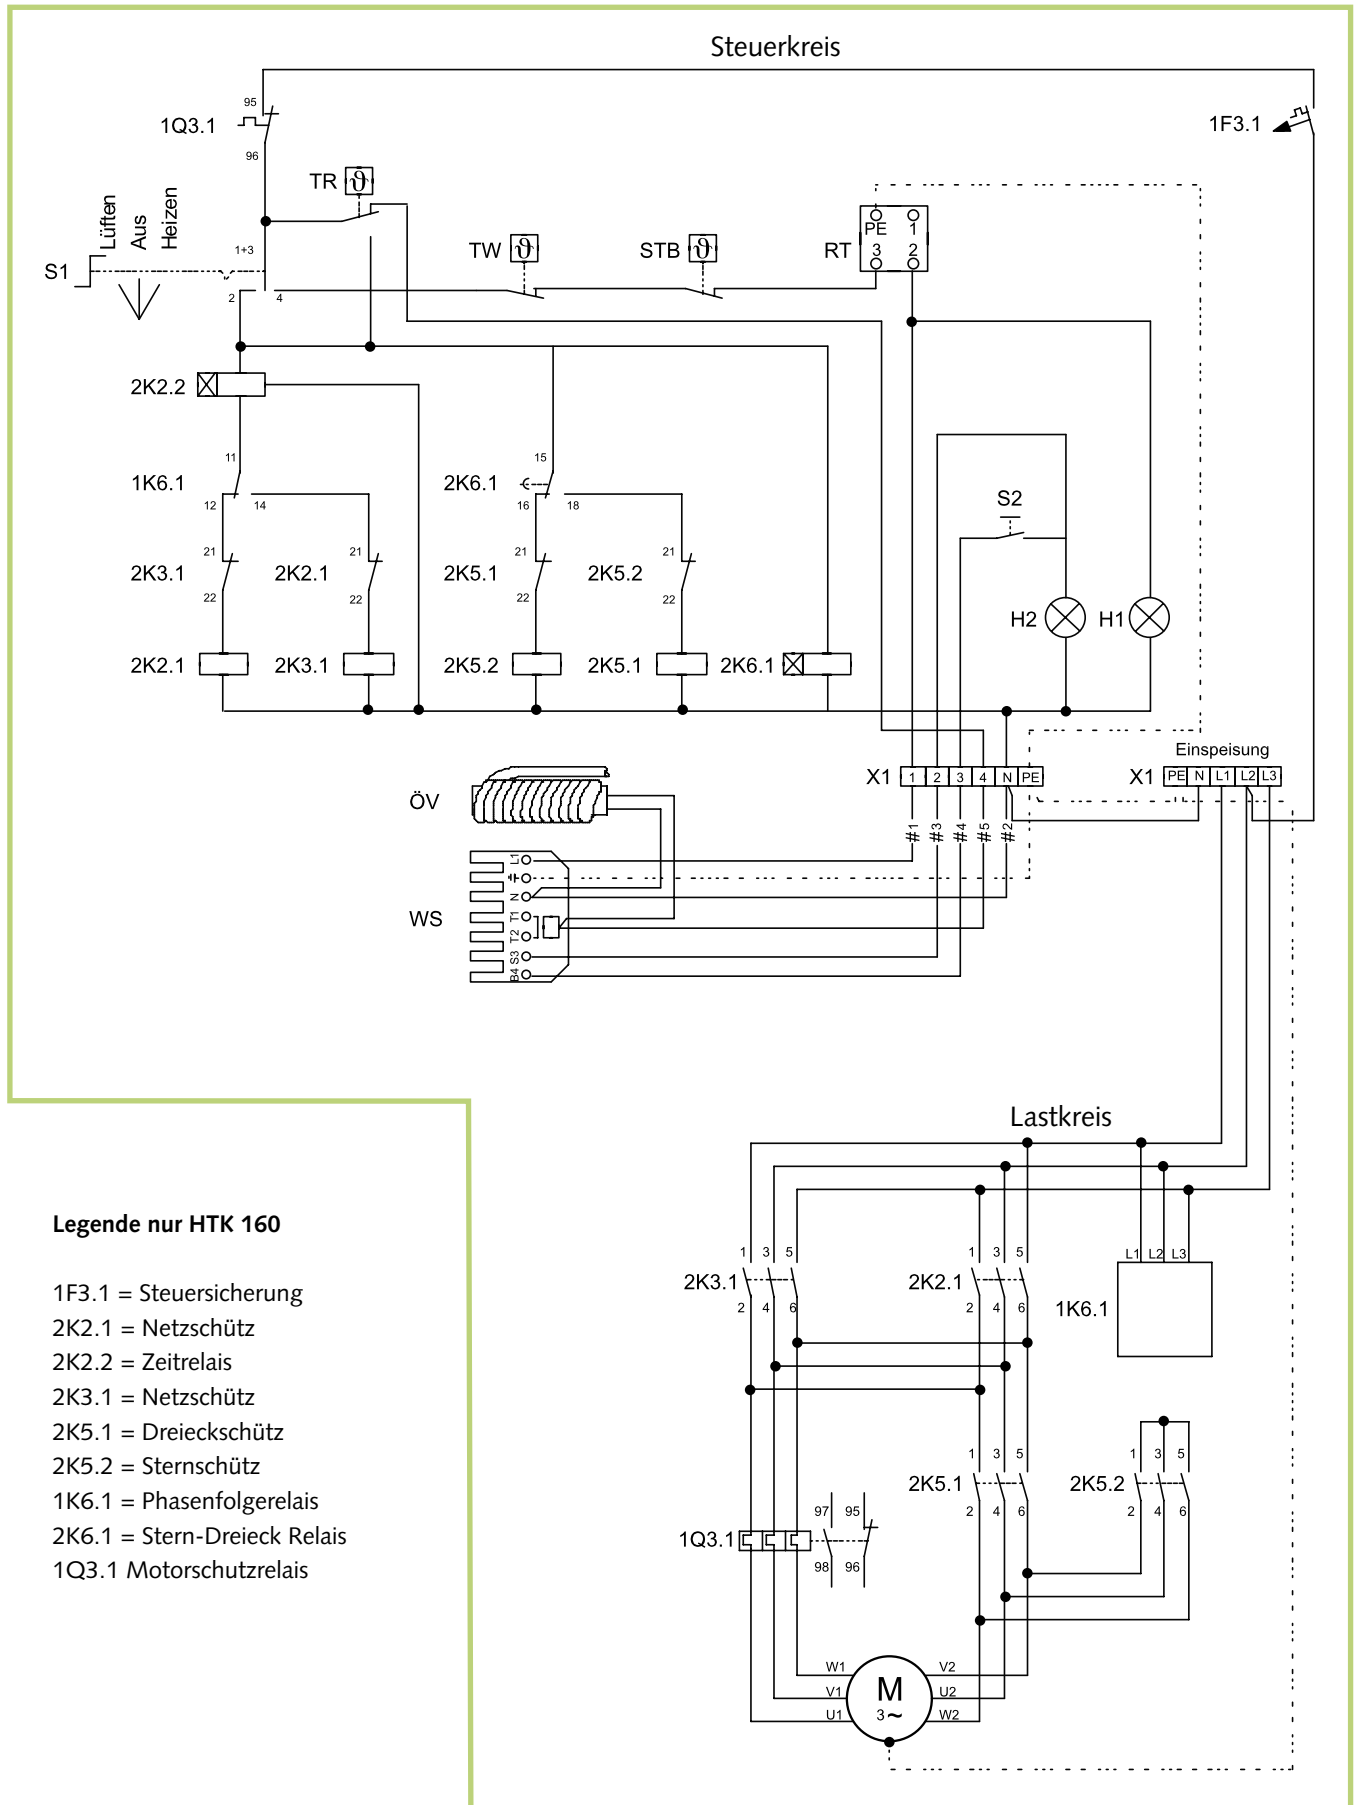 Steuerkreis
95
1Q3.1
1F3.1
96
TR ϑ
Lüften
Aus
Heizen
PE 1
TW ϑ
STB ϑ
RT
3 2
1+3
S1
2 4
2K2.2
11
15
1K6.1
2K6.1
12 14
16 18
S2
21 21 21 21
2K3.1 2K2.1 2K5.1 2K5.2
22 22 22 22
H2 H1
2K2.1 2K3.1 2K5.2 2K5.1 2K6.1
Einspeisung
X1 1 2 3 4 N PE
X1 PE N L1 L2 L3
ÖV
#1 #3 #4 #5 #2
WS
L1
N
T1
T2
S3
B4
Lastkreis
Legende nur HTK 160
1F3.1 = Steuersicherung
2K2.1 = Netzschütz
2K2.2 = Zeitrelais
2K3.1 = Netzschütz
2K5.1 = Dreieckschütz
2K5.2 = Sternschütz
1K6.1 = Phasenfolgerelais
2K6.1 = Stern-Dreieck Relais
1Q3.1 Motorschutzrelais
1 3 5
1 3 5
L1 L2 L3
2K3.1
2K2.1
1K6.1
2 4 6
2 4 6
1 3 5
1 3 5
2K5.1
2K5.2
2 4 6
2 4 6
97 95
1Q3.1
98 96
W1 V2
V1 M U2
U1 3~ W2